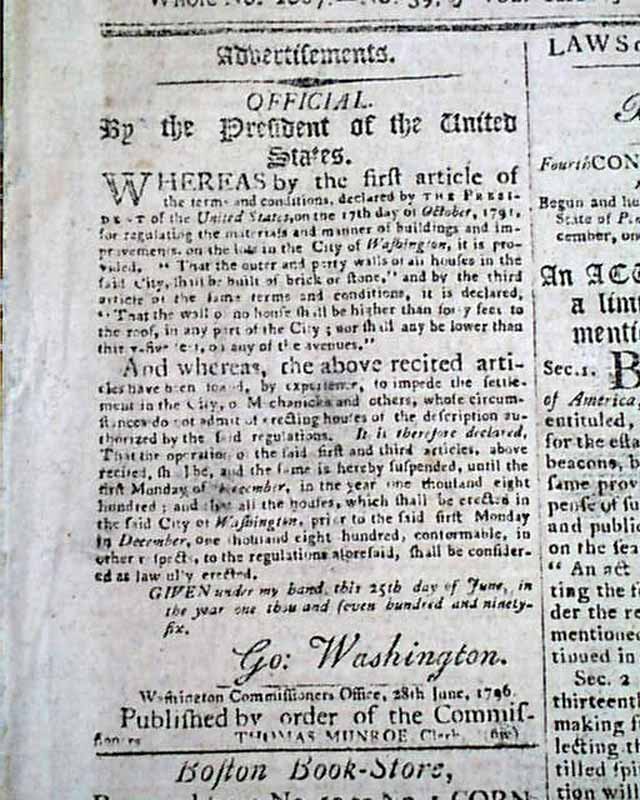 Advertisements.
OFFICIAL.
By the President of the United
States.
WHEREAS by the first article of
the terms and conditions, declared by THE PRESI-
DENT of the United States, on the 17th day of October, 1791,
for regulating the materials and manner of buildings and im-
provements, on the lots in the City of Washington, it is pro-
vided, "That the outer and party walls of all houses in the
said City, shall be built of brick or stone," and by the third
article of the same terms and conditions, it is declared,
"That the wall of no house shall be higher than forty feet to
the roof, in any part of the City; nor shall any be lower than
thirty-five feet, on any of the avenues."
And whereas, the above recited arti-
cles have been found, by experience, to impede the settle-
ment in the City, of Mechanicks and others, whose circum-
stances do not admit of erecting houses of the description au-
thorized by the said regulations. It is therefore declared,
That the operation of the said first and third articles, above
recited, shall be, and the same is hereby suspended, until the
first Monday of December, in the year one thousand eight
hundred; and that all the houses, which shall be erected in
the said City of Washington, prior to the said first Monday
in December, one thousand eight hundred, conformable, in
other respects, to the regulations aforesaid, shall be consider-
ed as lawfully erected.
GIVEN under my hand, this 25th day of June, in
the year one thousand seven hundred and ninety-
six.
Go: Washington.
Washington Commissioners Office, 28th June, 1796.
Published by order of the Commis-
sioners THOMAS MUNROE, Clerk.
Boston Book-Store,
LAWS
Fourth CON
Begun and he
State of
cember, on
An ACT
a lim
mentio
Sec. 1. B
of America,
entituled,
for the esta
beacons, b
same prov
pense of su
and public
on the sea
"An act
ting the
der the re
mentioned
tinued in
Sec. 2
thirteenth
making f
lecting th
tilled spi
tion will